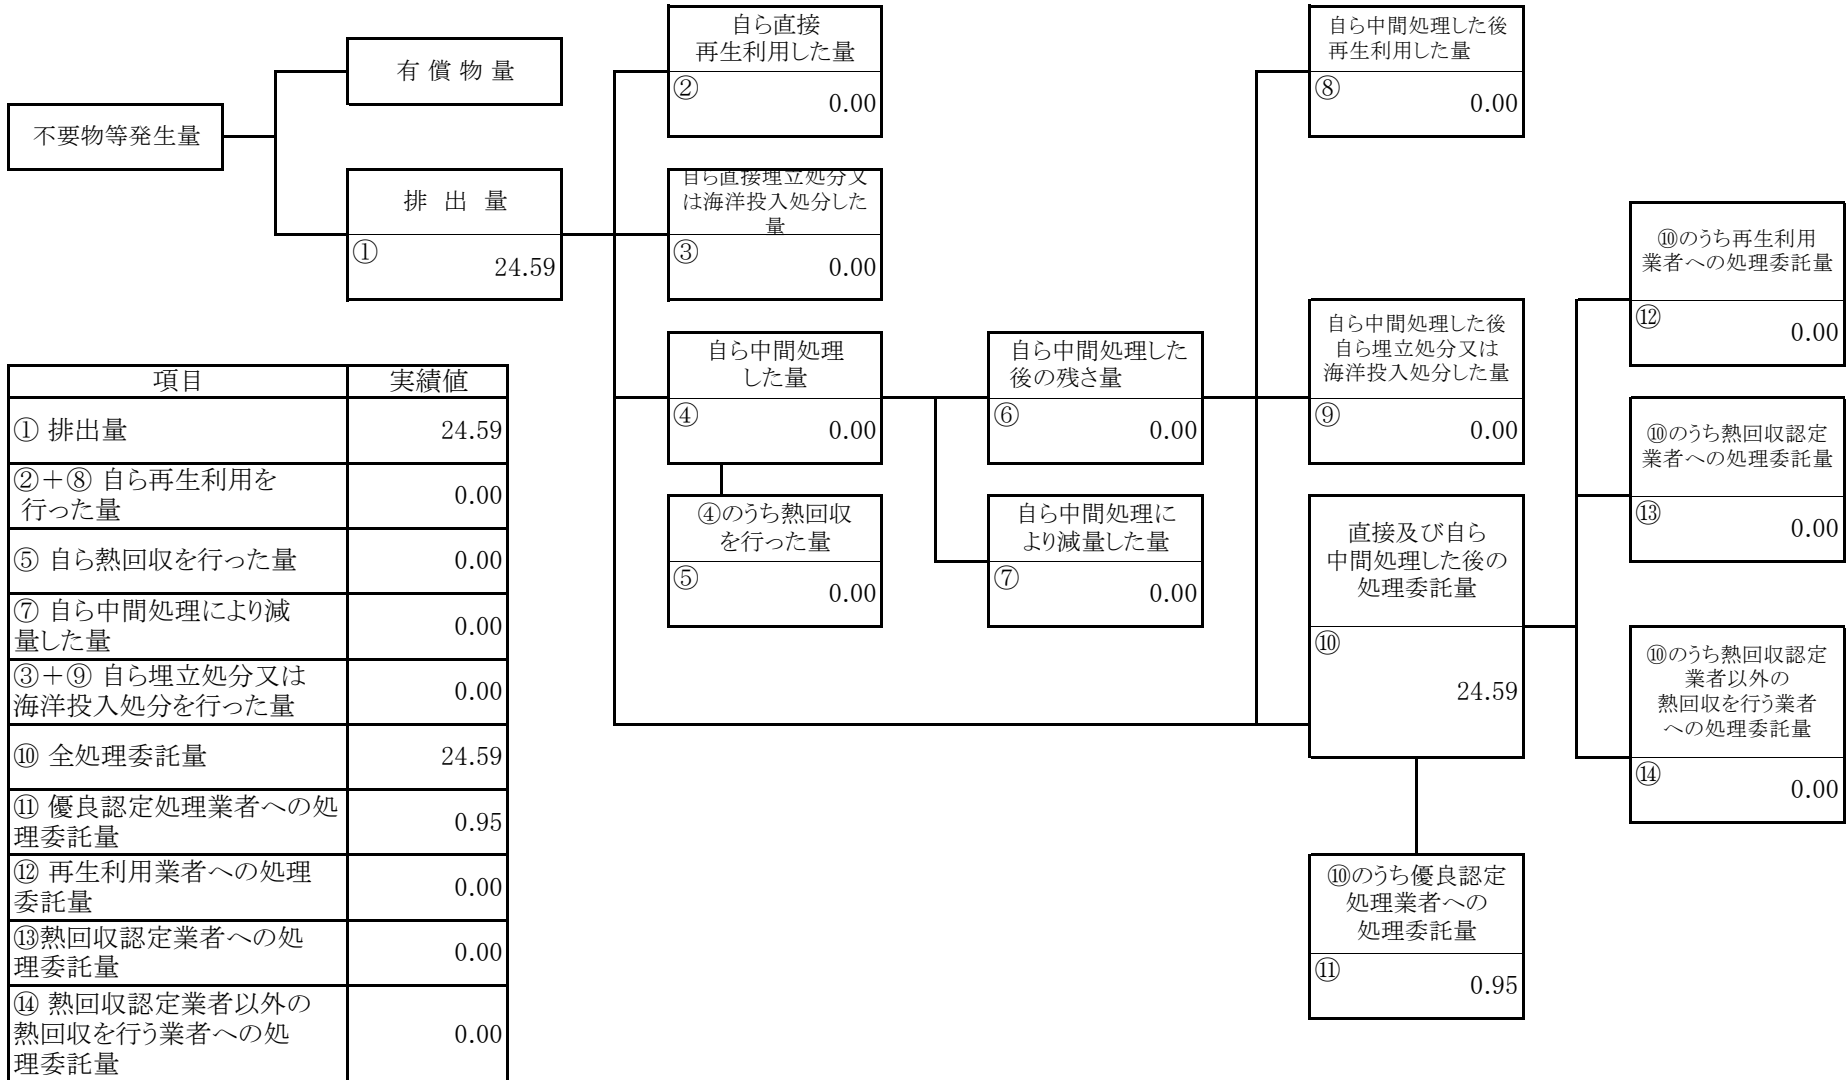 不要物等発生量
有 償 物 量
排 出 量
①
24.59
自ら直接
再生利用した量
②
0.00
自ら直接埋立処分又
は海洋投入処分した
量
③
0.00
自ら中間処理
した量
④
0.00
④のうち熱回収
を行った量
⑤
0.00
自ら中間処理した
後の残さ量
⑥
0.00
自ら中間処理に
より減量した量
⑦
0.00
自ら中間処理した後
再生利用した量
⑧
0.00
自ら中間処理した後
自ら埋立処分又は
海洋投入処分した量
⑨
0.00
直接及び自ら
中間処理した後の
処理委託量
⑩
24.59
⑩のうち優良認定
処理業者への
処理委託量
⑪
0.95
⑩のうち再生利用
業者への処理委託量
⑫
0.00
⑩のうち熱回収認定
業者への処理委託量
⑬
0.00
⑩のうち熱回収認定
業者以外の
熱回収を行う業者
への処理委託量
⑭
0.00
項目 実績値
① 排出量 24.59
②＋⑧ 自ら再生利用を
行った量 0.00
⑤ 自ら熱回収を行った量 0.00
⑦ 自ら中間処理により減
量した量 0.00
③＋⑨ 自ら埋立処分又は
海洋投入処分を行った量 0.00
⑩ 全処理委託量 24.59
⑪ 優良認定処理業者への処
理委託量 0.95
⑫ 再生利用業者への処理
委託量 0.00
⑬熱回収認定業者への処
理委託量 0.00
⑭ 熱回収認定業者以外の
熱回収を行う業者への処
理委託量 0.00